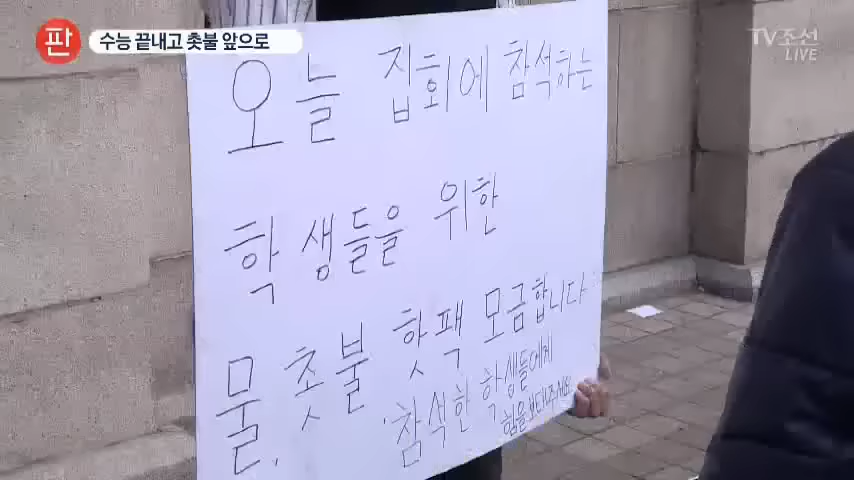 판 수능 끝내고 촛불 앞으로
TV조선
LIVE
오늘 집회에 참석하는
학생들을 위한
물, 촛불 핫팩 모금합니다
참석한 학생들에게
힘을 보태주세요